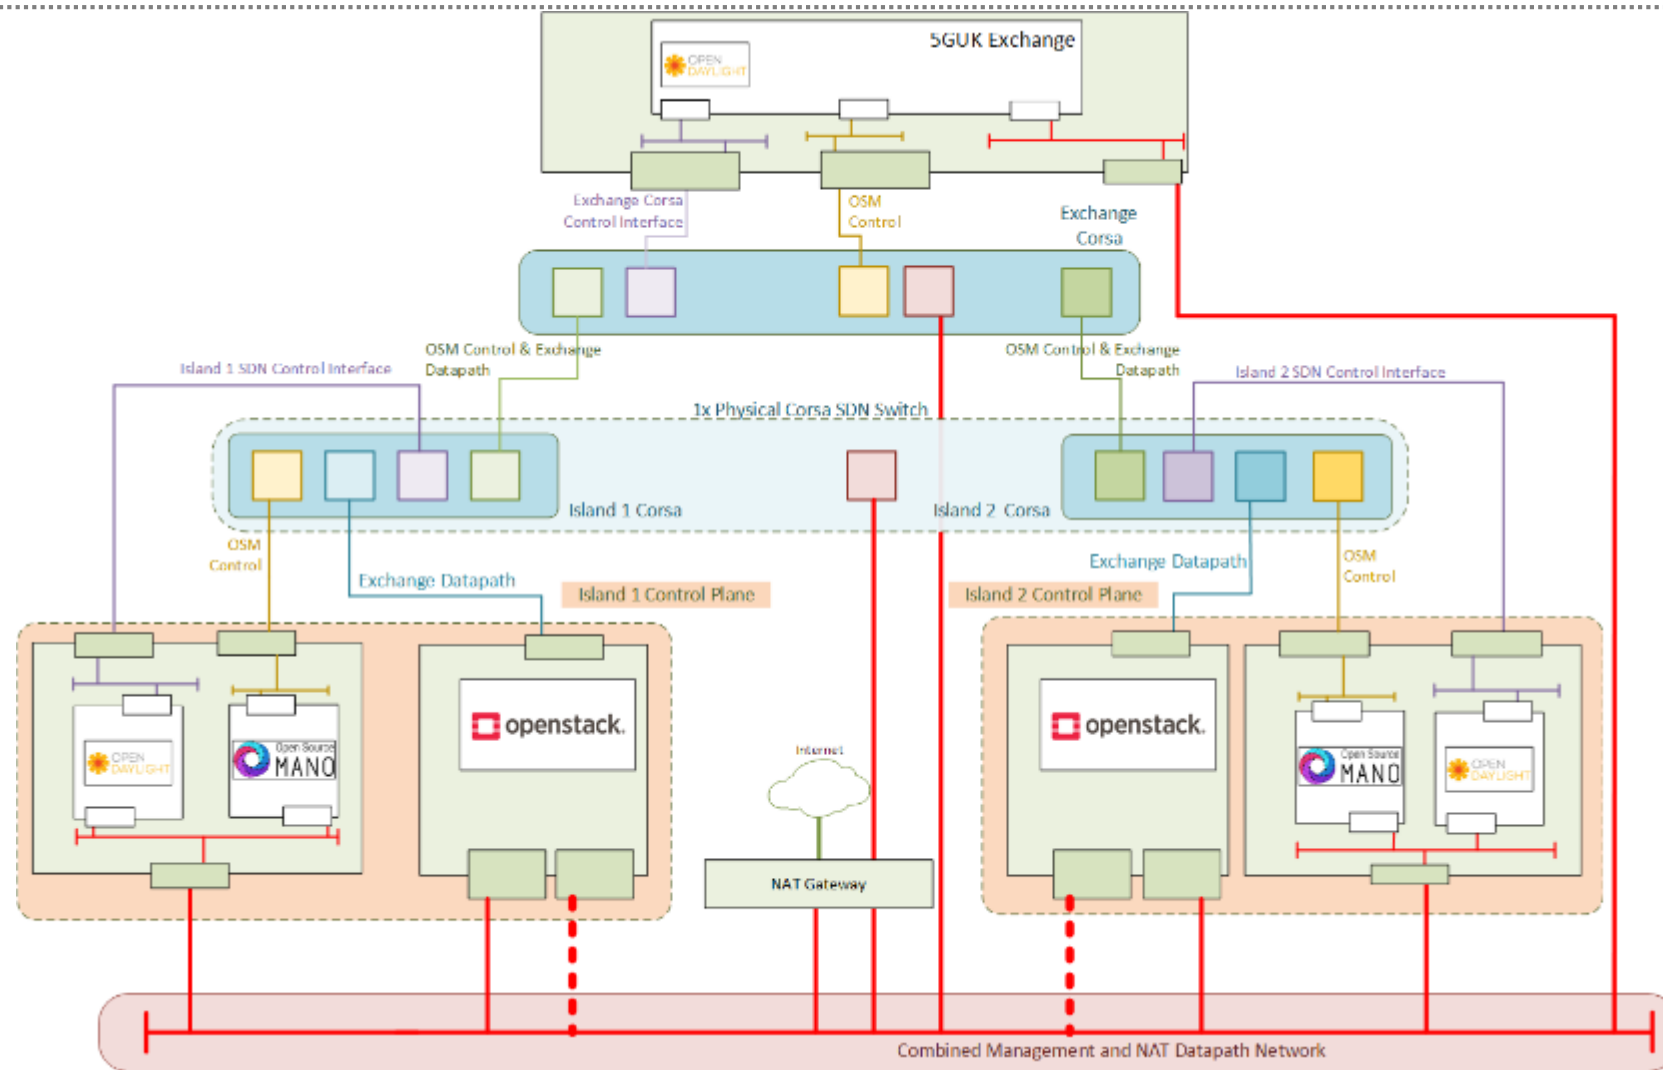 5GUK Exchange
OPEN
DAYLIGHT
Exchange Corsa
Control Interface
OSM
Control
Exchange
Corsa
OSM Control & Exchange
Datapath
OSM Control & Exchange
Datapath
Island 1 SDN Control Interface
Island 2 SDN Control Interface
1x Physical Corsa SDN Switch
Island 1 Corsa
Island 2 Corsa
OSM
Control
Exchange Datapath
Exchange Datapath
OSM
Control
Island 1 Control Plane
Island 2 Control Plane
OPEN
DAYLIGHT
Open Source
MANO
openstack.
Internet
NAT Gateway
openstack.
Open Source
MANO
OPEN
DAYLIGHT
Combined Management and NAT Datapath Network